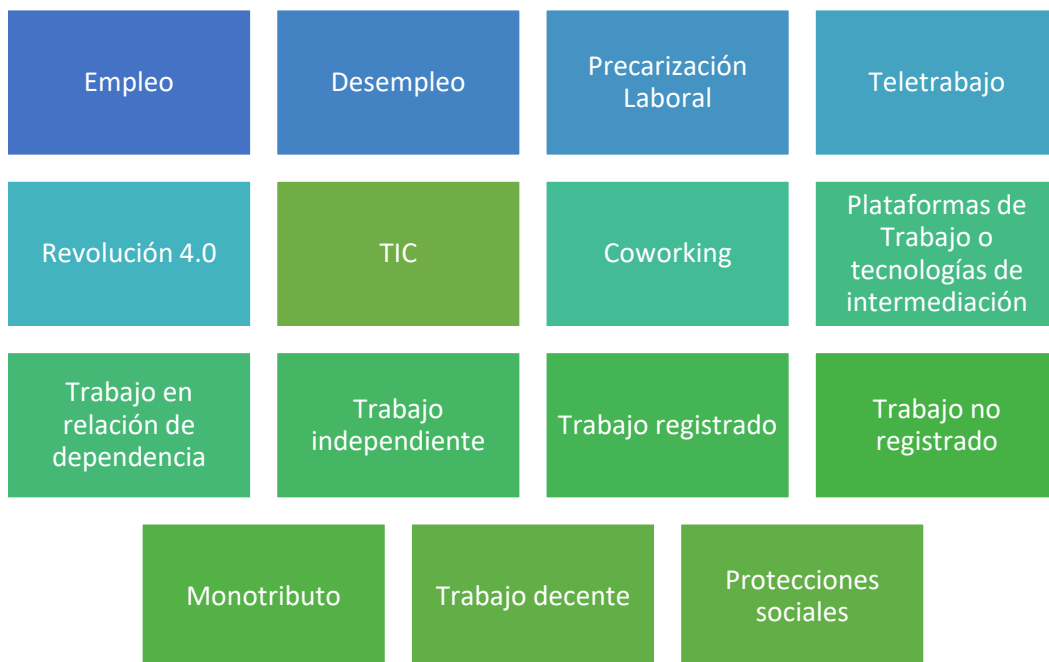 Empleo
Desempleo
Precarización
Laboral
Teletrabajo
Revolución 4.0
TIC
Coworking
Plataformas de
Trabajo o
tecnologías de
intermediación
Trabajo en
relación de
dependencia
Trabajo
independiente
Trabajo registrado
Trabajo no
registrado
Monotributo
Trabajo decente
Protecciones
sociales